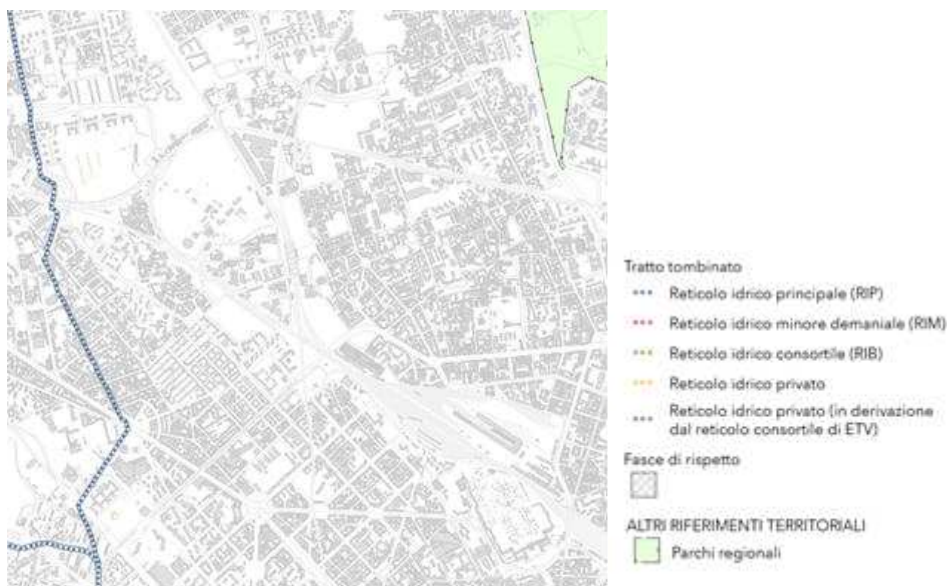 Tratto tombinato
Reticolo idrico principale (RIP)
Reticolo idrico minore demaniale (RIM)
Reticolo idrico consortile (RIB)
Reticolo idrico privato
Reticolo idrico privato (in derivazione
dal reticolo consortile di ETV)
Fasce di rispetto
ALTRI RIFERIMENTI TERRITORIALI
Parchi regionali